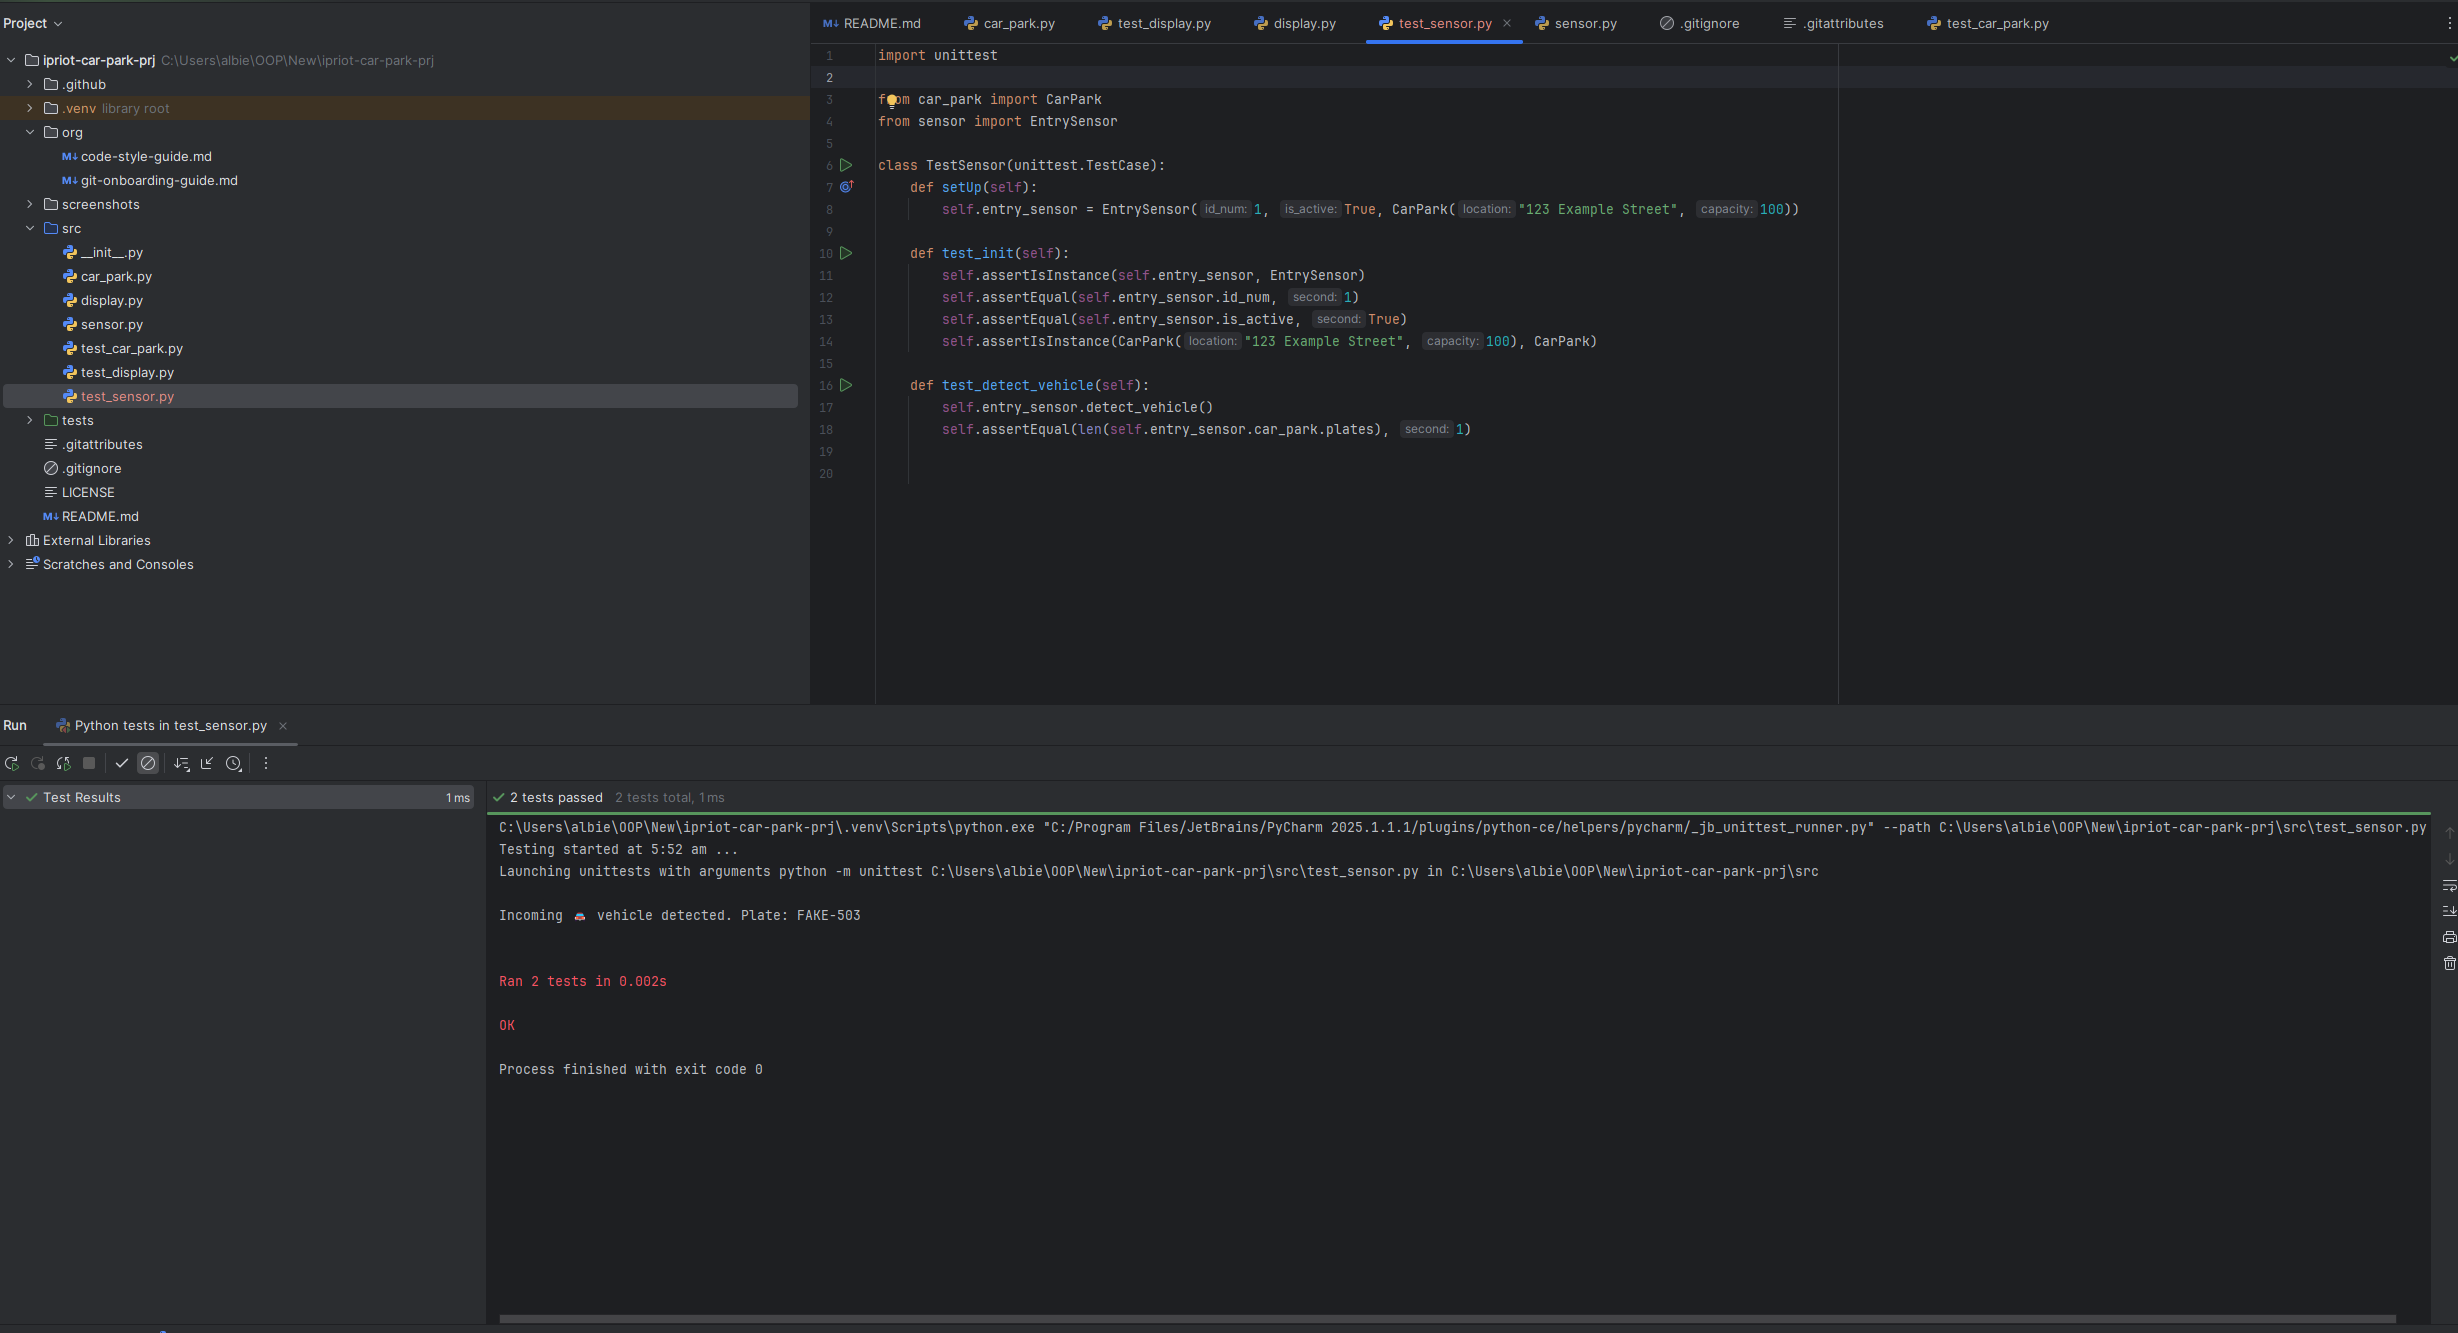 Project
ipriot-car-park-prj C:\Users\albie\OOP\New\ipriot-car-park-prj
.github
.venv library root
org
code-style-guide.md
git-onboarding-guide.md
screenshots
src
__init__.py
car_park.py
display.py
sensor.py
test_car_park.py
test_display.py
test_sensor.py
tests
.gitattributes
.gitignore
LICENSE
README.md
External Libraries
Scratches and Consoles
README.md car_park.py test_display.py display.py test_sensor.py sensor.py .gitignore .gitattributes test_car_park.py
1 import unittest
2
3 from car_park import CarPark
4 from sensor import EntrySensor
5
6 class TestSensor(unittest.TestCase):
7 def setUp(self):
8 self.entry_sensor = EntrySensor( id_num: 1, is_active: True, CarPark( location: "123 Example Street", capacity: 100))
9
10 def test_init(self):
11 self.assertIsInstance(self.entry_sensor, EntrySensor)
12 self.assertEqual(self.entry_sensor.id_num, second: 1)
13 self.assertEqual(self.entry_sensor.is_active, second: True)
14 self.assertIsInstance(CarPark( location: "123 Example Street", capacity: 100), CarPark)
15
16 def test_detect_vehicle(self):
17 self.entry_sensor.detect_vehicle()
18 self.assertEqual(len(self.entry_sensor.car_park.plates), second: 1)
19
20
Run Python tests in test_sensor.py
Test Results 1 ms
2 tests passed 2 tests total, 1 ms
C:\Users\albie\OOP\New\ipriot-car-park-prj\.venv\Scripts\python.exe "C:/Program Files/JetBrains/PyCharm 2025.1.1.1/plugins/python-ce/helpers/pycharm/_jb_unittest_runner.py" --path C:\Users\albie\OOP\New\ipriot-car-park-prj\src\test_sensor.py
Testing started at 5:52 am ...
Launching unittests with arguments python -m unittest C:\Users\albie\OOP\New\ipriot-car-park-prj\src\test_sensor.py in C:\Users\albie\OOP\New\ipriot-car-park-prj\src
Incoming 🚘 vehicle detected. Plate: FAKE-503
Ran 2 tests in 0.002s
OK
Process finished with exit code 0